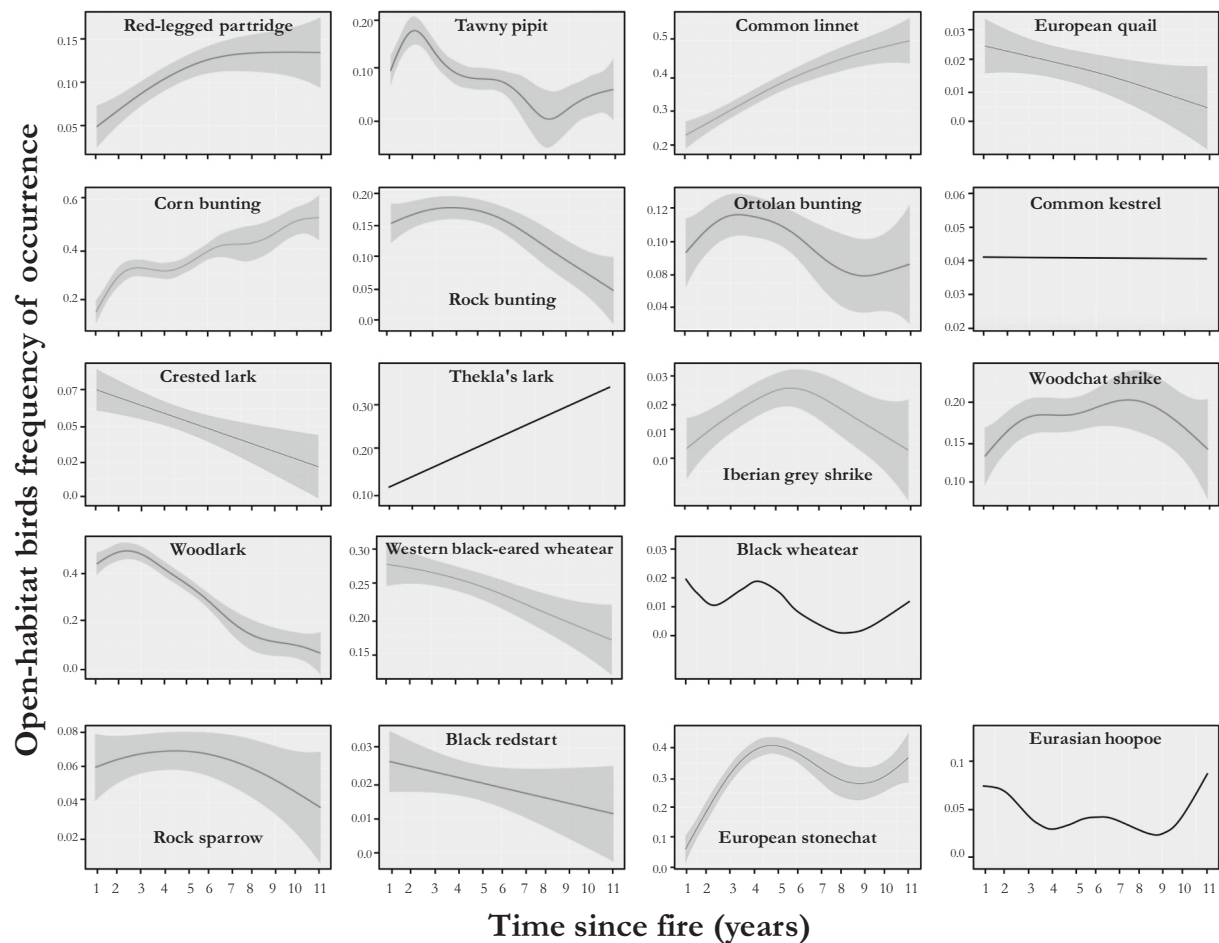 Open-habitat birds frequency of occurrence
Red-legged partridge
0.15
0.10
0.05
Tawny pipit
0.20
0.10
0.0
Common linnet
0.5
0.4
0.3
0.2
European quail
0.03
0.02
0.01
0.0
Corn bunting
0.6
0.4
0.2
Rock bunting
0.20
0.15
0.10
0.05
0.0
Ortolan bunting
0.12
0.10
0.08
0.04
Common kestrel
0.06
0.05
0.04
0.03
0.02
Crested lark
0.07
0.05
0.02
0.0
Thekla's lark
0.30
0.20
0.10
Iberian grey shrike
0.03
0.02
0.01
0.0
Woodchat shrike
0.20
0.15
0.10
Woodlark
0.4
0.2
0.0
Western black-eared wheatear
0.30
0.25
0.20
0.15
Black wheatear
0.03
0.02
0.01
0.0
Rock sparrow
0.08
0.06
0.04
0.02
1 2 3 4 5 6 7 8 9 10 11
Black redstart
0.03
0.02
0.01
0.0
1 2 3 4 5 6 7 8 9 10 11
European stonechat
0.4
0.3
0.2
0.1
0.0
1 2 3 4 5 6 7 8 9 10 11
Eurasian hoopoe
0.1
0.05
0.0
1 2 3 4 5 6 7 8 9 10 11
Time since fire (years)